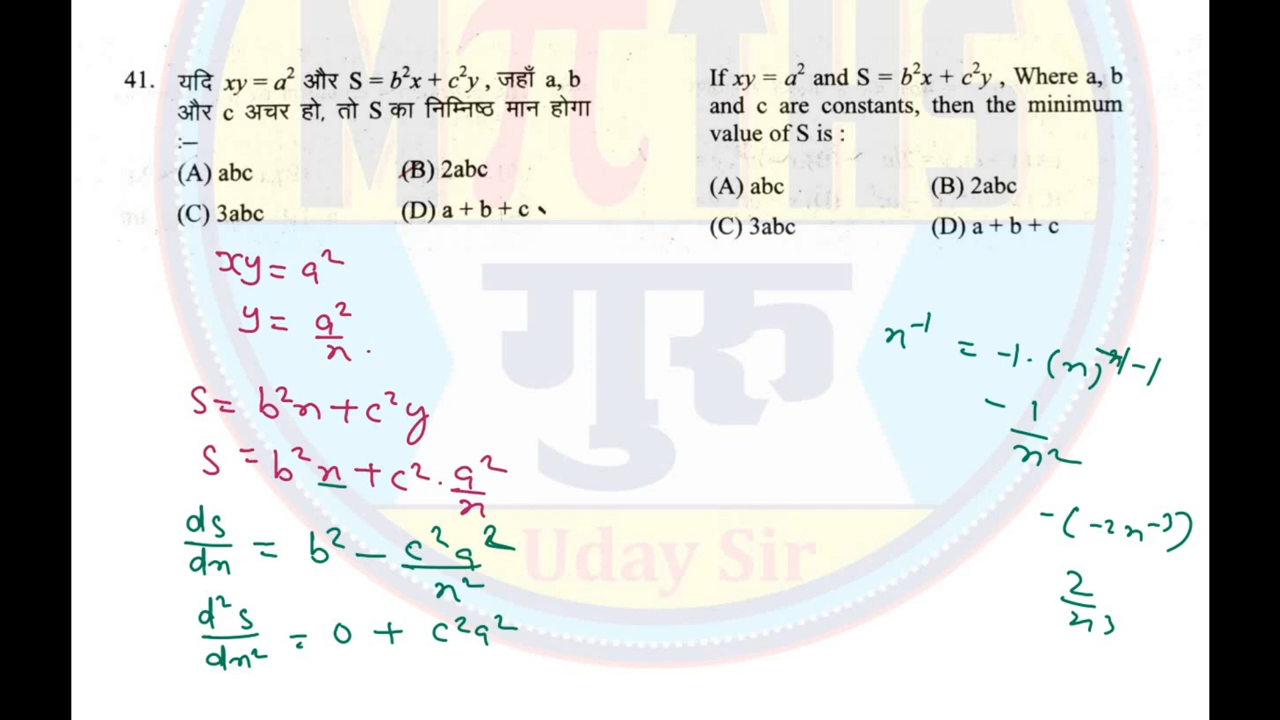 41. यदि xy = a² और S = b²x + c²y , जहाँ a, b
और c अचर हो, तो S का निम्निष्ठ मान होगा
:–
(A) abc (B) 2abc
(C) 3abc (D) a + b + c
If xy = a² and S = b²x + c²y , Where a, b
and c are constants, then the minimum
value of S is :
(A) abc (B) 2abc
(C) 3abc (D) a + b + c
xy = a²
y = a²/x .
S = b²x + c²y
S = b²x + c² . a²/x
ds/dx = b² – c²a²/x²
d²s/dx² = 0 + c²a²
x⁻¹ = -1 . (x)⁻¹⁻¹
- 1/x²
- (-2x⁻³)
2/x³
MπTHS
गुरु
Uday Sir